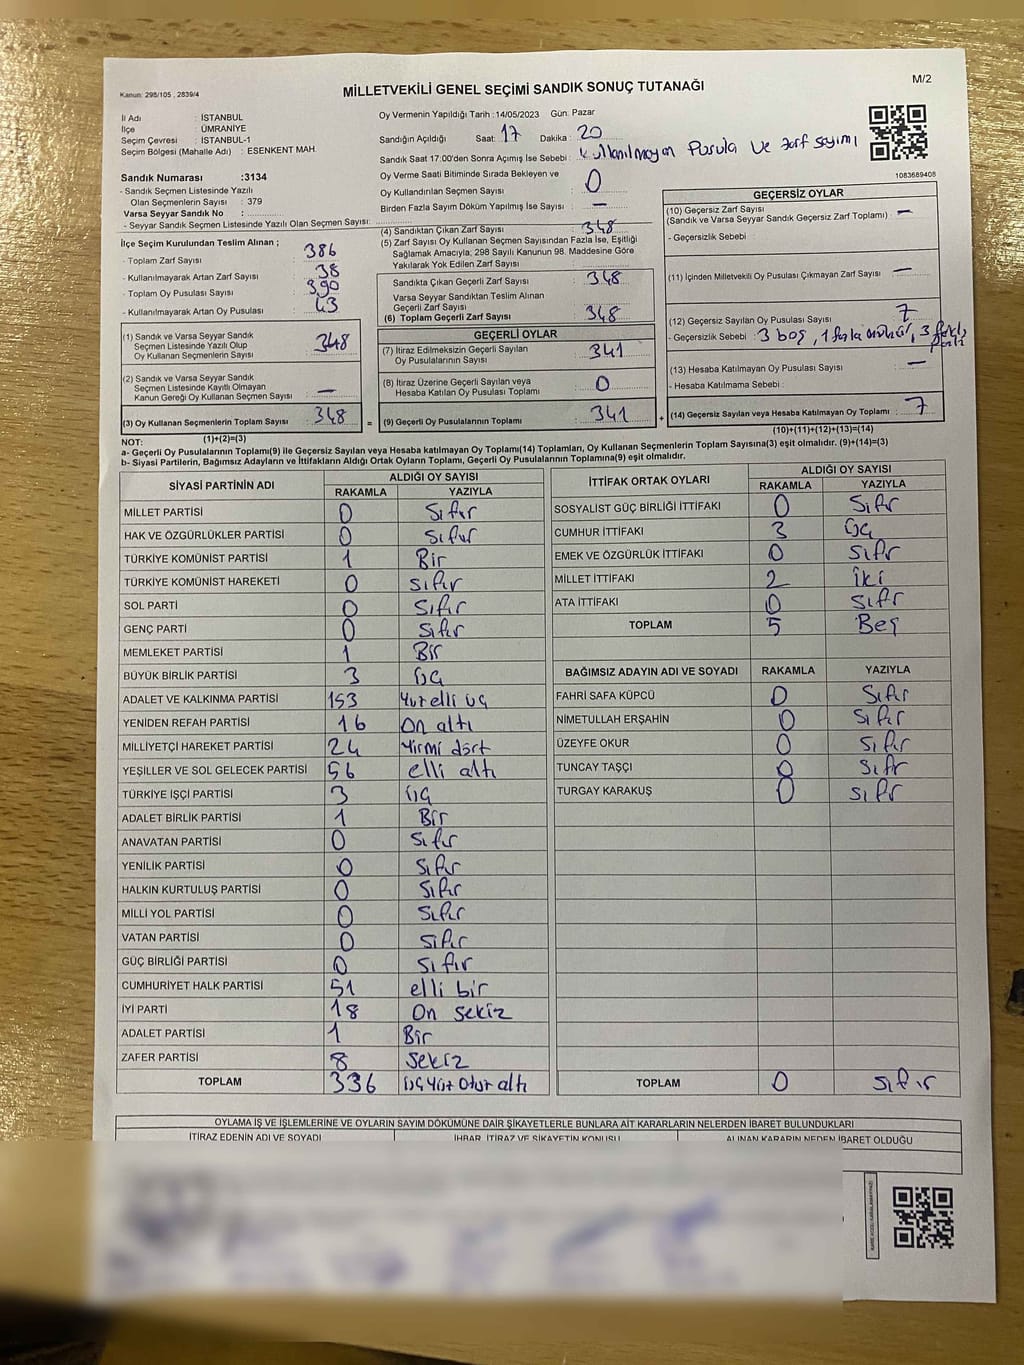 Kanun: 298/105 , 2839/4
MİLLETVEKİLİ GENEL SEÇİMİ SANDIK SONUÇ TUTANAĞI
M/2
İl Adı : İSTANBUL
İlçe : ÜMRANİYE
Seçim Çevresi : İSTANBUL-1
Seçim Bölgesi (Mahalle Adı) : ESENKENT MAH.
Sandık Numarası :3134
- Sandık Seçmen Listesinde Yazılı
Olan Seçmenlerin Sayısı : 379
Varsa Seyyar Sandık No :
- Seyyar Sandık Seçmen Listesinde Yazılı Olan Seçmen Sayısı:
Oy Vermenin Yapıldığı Tarih :14/05/2023 Gün: Pazar
Sandığın Açıldığı Saat: 17 Dakika : 20
Sandık Saat 17:00'den Sonra Açımış İse Sebebi : Kullanılmayan Pusula ve zarf sayımı
Oy Verme Saati Bitiminde Sırada Bekleyen ve
Oy Kullandırılan Seçmen Sayısı : 0
Birden Fazla Sayım Döküm Yapılmış İse Sayısı : —
1083689408
İlçe Seçim Kurulundan Teslim Alınan ;
- Toplam Zarf Sayısı : 386
- Kullanılmayarak Artan Zarf Sayısı : 38
- Toplam Oy Pusulası Sayısı : 390
- Kullanılmayarak Artan Oy Pusulası : 43
(1) Sandık ve Varsa Seyyar Sandık
Seçmen Listesinde Yazılı Olup
Oy Kullanan Seçmenlerin Sayısı : 348
(2) Sandık ve Varsa Seyyar Sandık
Seçmen Listesinde Kayıtlı Olmayan
Kanun Gereği Oy Kullanan Seçmen Sayısı : —
(3) Oy Kullanan Seçmenlerin Toplam Sayısı : 348
(1)+(2)=(3)
(4) Sandıktan Çıkan Zarf Sayısı : 348
(5) Zarf Sayısı Oy Kullanan Seçmen Sayısından Fazla İse, Eşitliği
Sağlamak Amacıyla, 298 Sayılı Kanunun 98. Maddesine Göre
Yakılarak Yok Edilen Zarf Sayısı :
Sandıkta Çıkan Geçerli Zarf Sayısı : 348
Varsa Seyyar Sandıktan Teslim Alınan
Geçerli Zarf Sayısı :
(6) Toplam Geçerli Zarf Sayısı : 348
GEÇERLİ OYLAR
(7) İtiraz Edilmeksizin Geçerli Sayılan
Oy Pusulalarının Sayısı : 341
(8) İtiraz Üzerine Geçerli Sayılan veya
Hesaba Katılan Oy Pusulası Toplamı : 0
= (9) Geçerli Oy Pusulalarının Toplamı : 341
GEÇERSİZ OYLAR
(10) Geçersiz Zarf Sayısı
(Sandık ve Varsa Seyyar Sandık Geçersiz Zarf Toplamı) : —
- Geçersizlik Sebebi :
(11) İçinden Milletvekili Oy Pusulası Çıkmayan Zarf Sayısı : —
(12) Geçersiz Sayılan Oy Pusulası Sayısı : 7
- Geçersizlik Sebebi : 3 boş, 1 fazla mühür, 3 farklı parti
(13) Hesaba Katılmayan Oy Pusulası Sayısı : —
- Hesaba Katılmama Sebebi :
+ (14) Geçersiz Sayılan veya Hesaba Katılmayan Oy Toplamı : 7
(10)+(11)+(12)+(13)=(14)
NOT:
a- Geçerli Oy Pusulalarının Toplamı(9) ile Geçersiz Sayılan veya Hesaba katılmayan Oy Toplamı(14) Toplamları, Oy Kullanan Seçmenlerin Toplam Sayısına(3) eşit olmalıdır. (9)+(14)=(3)
b- Siyasi Partilerin, Bağımsız Adayların ve İttifakların Aldığı Ortak Oyların Toplamı, Geçerli Oy Pusulalarının Toplamına(9) eşit olmalıdır.
SİYASİ PARTİNİN ADI ALDIĞI OY SAYISI
RAKAMLA YAZIYLA
MİLLET PARTİSİ 0 Sıfır
HAK VE ÖZGÜRLÜKLER PARTİSİ 0 Sıfır
TÜRKİYE KOMÜNİST PARTİSİ 1 Bir
TÜRKİYE KOMÜNİST HAREKETİ 0 Sıfır
SOL PARTİ 0 Sıfır
GENÇ PARTİ 0 Sıfır
MEMLEKET PARTİSİ 1 Bir
BÜYÜK BİRLİK PARTİSİ 3 üç
ADALET VE KALKINMA PARTİSİ 153 Yüzelli üç
YENİDEN REFAH PARTİSİ 16 On altı
MİLLİYETÇİ HAREKET PARTİSİ 24 Yirmi dört
YEŞİLLER VE SOL GELECEK PARTİSİ 56 elli altı
TÜRKİYE İŞÇİ PARTİSİ 3 üç
ADALET BİRLİK PARTİSİ 1 Bir
ANAVATAN PARTİSİ 0 Sıfır
YENİLİK PARTİSİ 0 Sıfır
HALKIN KURTULUŞ PARTİSİ 0 Sıfır
MİLLİ YOL PARTİSİ 0 Sıfır
VATAN PARTİSİ 0 Sıfır
GÜÇ BİRLİĞİ PARTİSİ 0 Sıfır
CUMHURİYET HALK PARTİSİ 51 elli bir
İYİ PARTİ 18 On sekiz
ADALET PARTİSİ 1 Bir
ZAFER PARTİSİ 8 Sekiz
TOPLAM 336 üçyüz otuz altı
İTTİFAK ORTAK OYLARI ALDIĞI OY SAYISI
RAKAMLA YAZIYLA
SOSYALİST GÜÇ BİRLİĞİ İTTİFAKI 0 Sıfır
CUMHUR İTTİFAKI 3 üç
EMEK VE ÖZGÜRLÜK İTTİFAKI 0 Sıfır
MİLLET İTTİFAKI 2 iki
ATA İTTİFAKI 0 Sıfır
TOPLAM 5 Beş
BAĞIMSIZ ADAYIN ADI VE SOYADI RAKAMLA YAZIYLA
FAHRİ SAFA KÜPCÜ 0 Sıfır
NİMETULLAH ERŞAHİN 0 Sıfır
ÜZEYFE OKUR 0 Sıfır
TUNCAY TAŞÇI 0 Sıfır
TURGAY KARAKUŞ 0 Sıfır
TOPLAM 0 Sıfır
OYLAMA İŞ VE İŞLEMLERİNE VE OYLARIN SAYIM DÖKÜMÜNE DAİR ŞİKAYETLERLE BUNLARA AİT KARARLARIN NELERDEN İBARET BULUNDUKLARI
İTİRAZ EDENİN ADI VE SOYADI İHBAR, İTİRAZ VE ŞİKAYETİN KONUSU ALINAN KARARIN NEDEN İBARET OLDUĞU